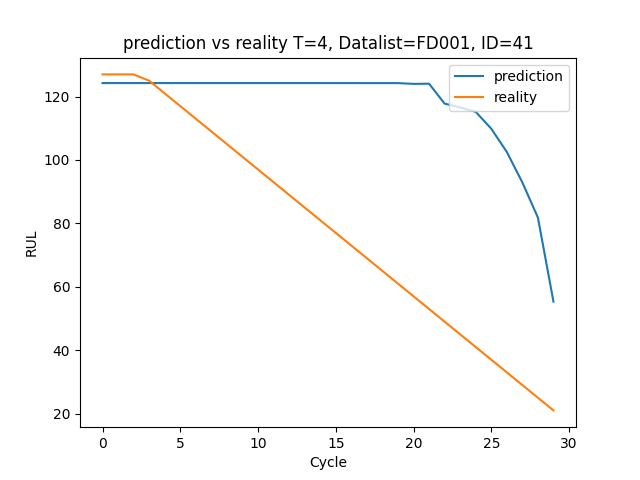 prediction vs reality T=4, Datalist=FD001, ID=41
prediction
reality
RUL
120
100
80
60
40
20
0 5 10 15 20 25 30
Cycle